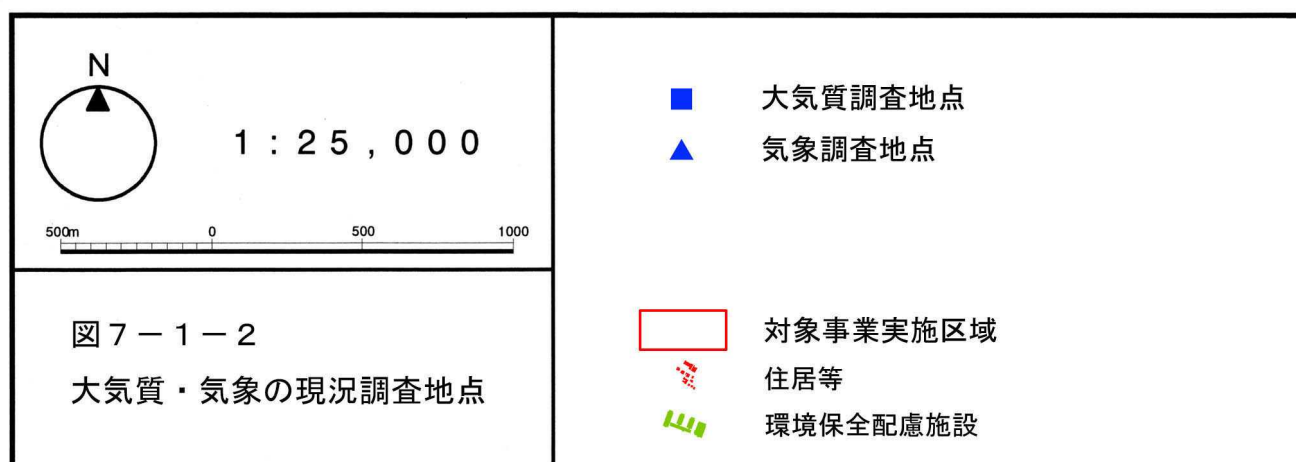 N
1:25,000
500m 0 500 1000
図7-1-2
大気質・気象の現況調査地点
大気質調査地点
気象調査地点
対象事業実施区域
住居等
環境保全配慮施設